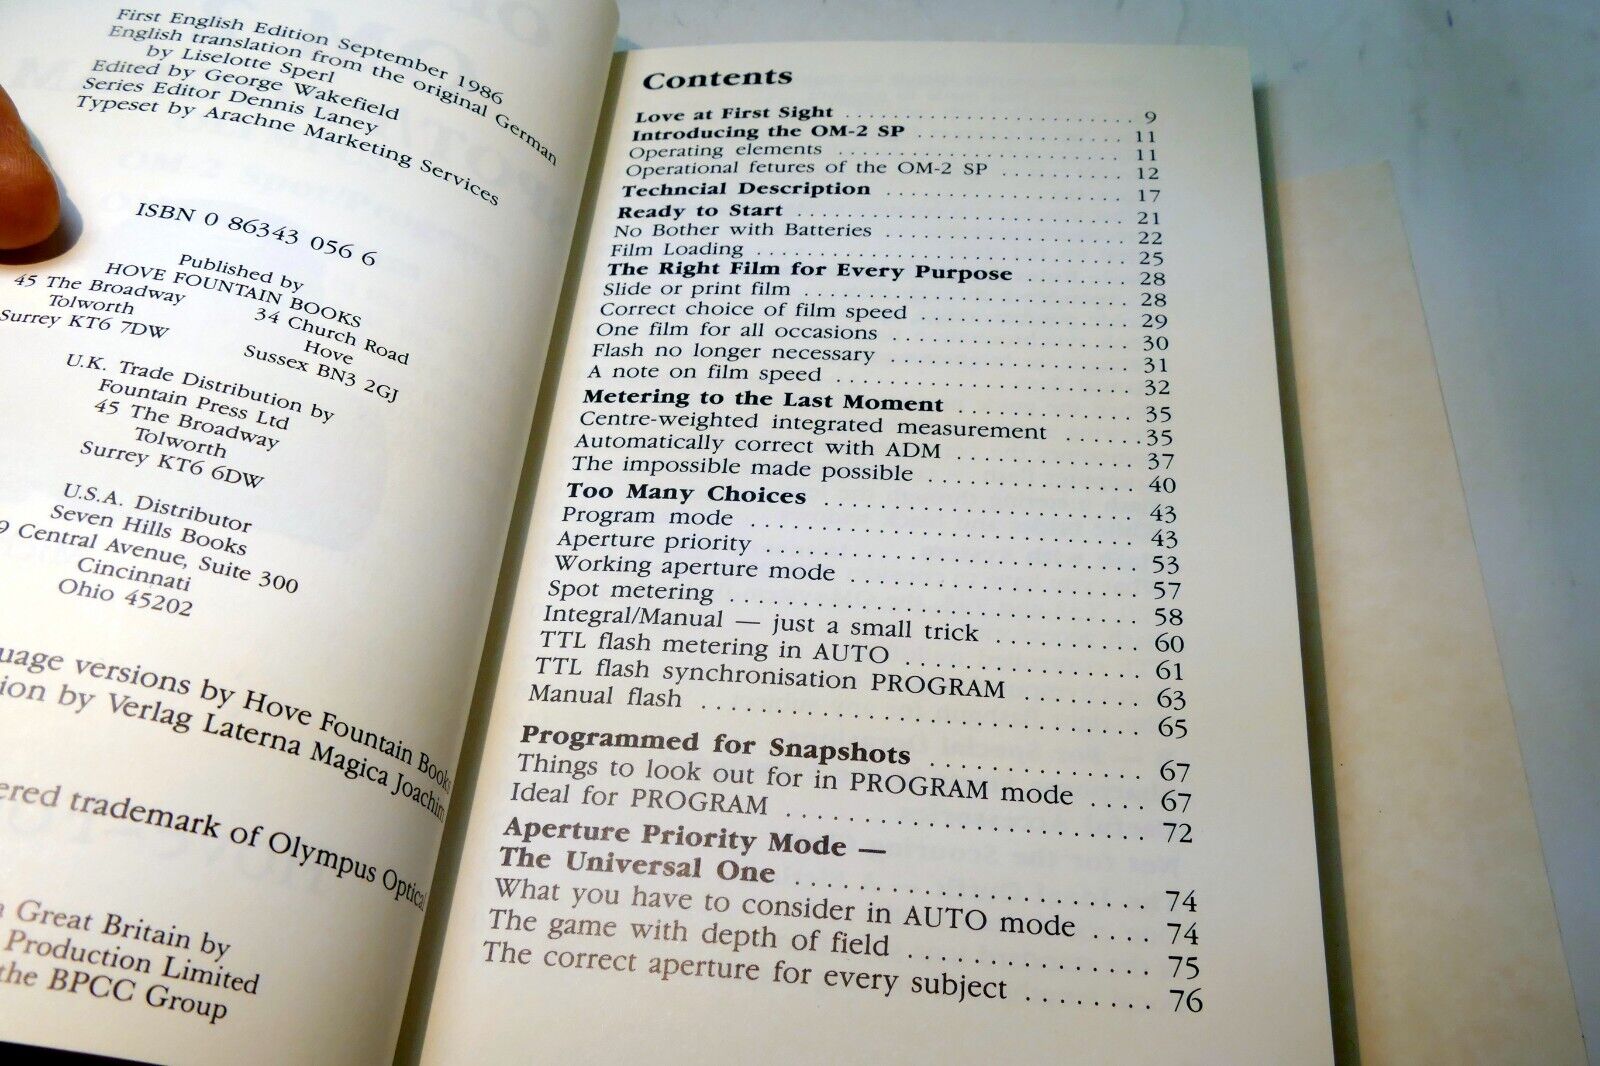 First English Edition September 1986
English translation from the original German
by Liselotte Sperl
Edited by George Wakefield
Series Editor Dennis Laney
Typeset by Arachne Marketing Services
ISBN 0 86343 056 6
Published by
HOVE FOUNTAIN BOOKS
45 The Broadway
Tolworth
Surrey KT6 7DW
34 Church Road
Hove
Sussex BN3 2GJ
U.K. Trade Distribution by
Fountain Press Ltd
45 The Broadway
Tolworth
Surrey KT6 6DW
U.S.A. Distributor
Seven Hills Books
9 Central Avenue, Suite 300
Cincinnati
Ohio 45202
uage versions by Hove Fountain Books
ion by Verlag Laterna Magica Joachim
ered trademark of Olympus Optical
Great Britain by
Production Limited
the BPCC Group
Contents
Love at First Sight . . . . . . . . . . 9
Introducing the OM-2 SP . . . . . . . . . . 11
Operating elements . . . . . . . . . . 11
Operational fetures of the OM-2 SP . . . . . . . . . . 12
Techncial Description . . . . . . . . . . 17
Ready to Start . . . . . . . . . . 21
No Bother with Batteries . . . . . . . . . . 22
Film Loading . . . . . . . . . . 25
The Right Film for Every Purpose . . . . . . . . . . 28
Slide or print film . . . . . . . . . . 28
Correct choice of film speed . . . . . . . . . . 29
One film for all occasions . . . . . . . . . . 30
Flash no longer necessary . . . . . . . . . . 31
A note on film speed . . . . . . . . . . 32
Metering to the Last Moment . . . . . . . . . . 35
Centre-weighted integrated measurement . . . . . . 35
Automatically correct with ADM . . . . . . . . . . 37
The impossible made possible . . . . . . . . . . 40
Too Many Choices . . . . . . . . . . 43
Program mode . . . . . . . . . . 43
Aperture priority . . . . . . . . . . 53
Working aperture mode . . . . . . . . . . 57
Spot metering . . . . . . . . . . 58
Integral/Manual — just a small trick . . . . . . . . . . 60
TTL flash metering in AUTO . . . . . . . . . . 61
TTL flash synchronisation PROGRAM . . . . . . . . 63
Manual flash . . . . . . . . . . 65
Programmed for Snapshots . . . . . . . . . . 67
Things to look out for in PROGRAM mode . . . . 67
Ideal for PROGRAM . . . . . . . . . . 72
Aperture Priority Mode —
The Universal One . . . . . . . . . . 74
What you have to consider in AUTO mode . . . . 74
The game with depth of field . . . . . . . . . . 75
The correct aperture for every subject . . . . . . . . 76